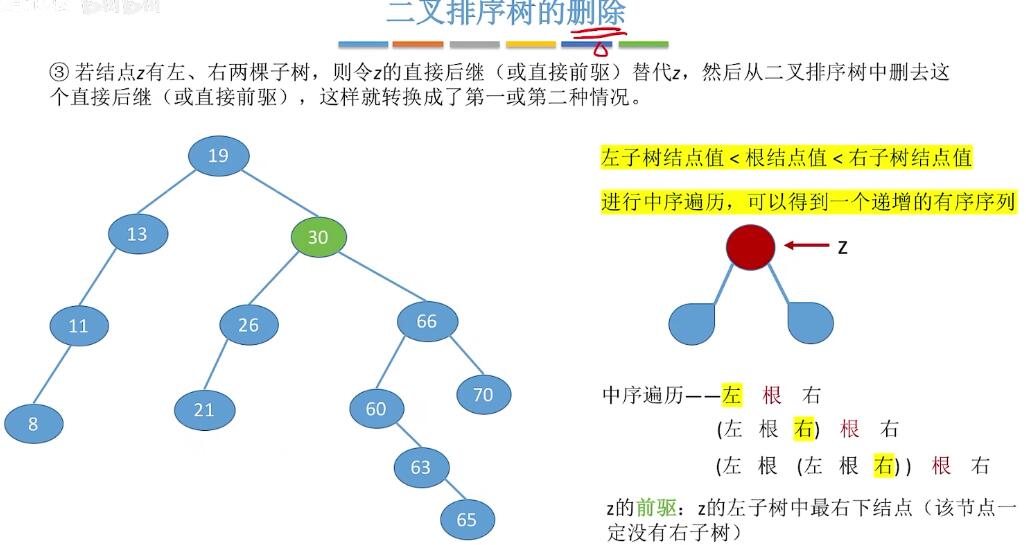 二叉排序树的删除
③ 若结点z有左、右两棵子树，则令z的直接后继（或直接前驱）替代z，然后从二叉排序树中删去这
个直接后继（或直接前驱），这样就转换成了第一或第二种情况。
19
13
30
11
26
66
8
21
60
70
63
65
左子树结点值 < 根结点值 < 右子树结点值
进行中序遍历，可以得到一个递增的有序序列
z
中序遍历——左 根 右
(左 根 右) 根 右
(左 根 (左 根 右)) 根 右
z的前驱：z的左子树中最右下结点（该节点一
定没有右子树）